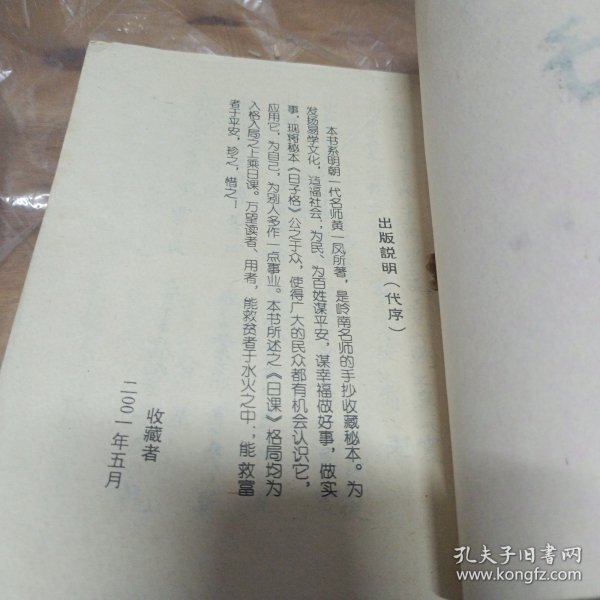 出版説明（代序）
本书系明朝一代名师黄一凤所著，是岭南名师的手抄收藏秘本。为
发扬易学文化，造福社会；为民、为百姓谋平安，谋幸福做好事，做实
事，现将秘本《日子格》公之于众，使得广大的民众都有机会认识它，
应用它，为自己，为别人多作一点事业。本书所述之《日课》格局均为
入格入局之上乘日课。万望读者、用者，能救贫者于水火之中；能救富
者于平安，珍之，惜之！
收藏者
二00一年五月
孔夫子旧书网
www.kongfz.com